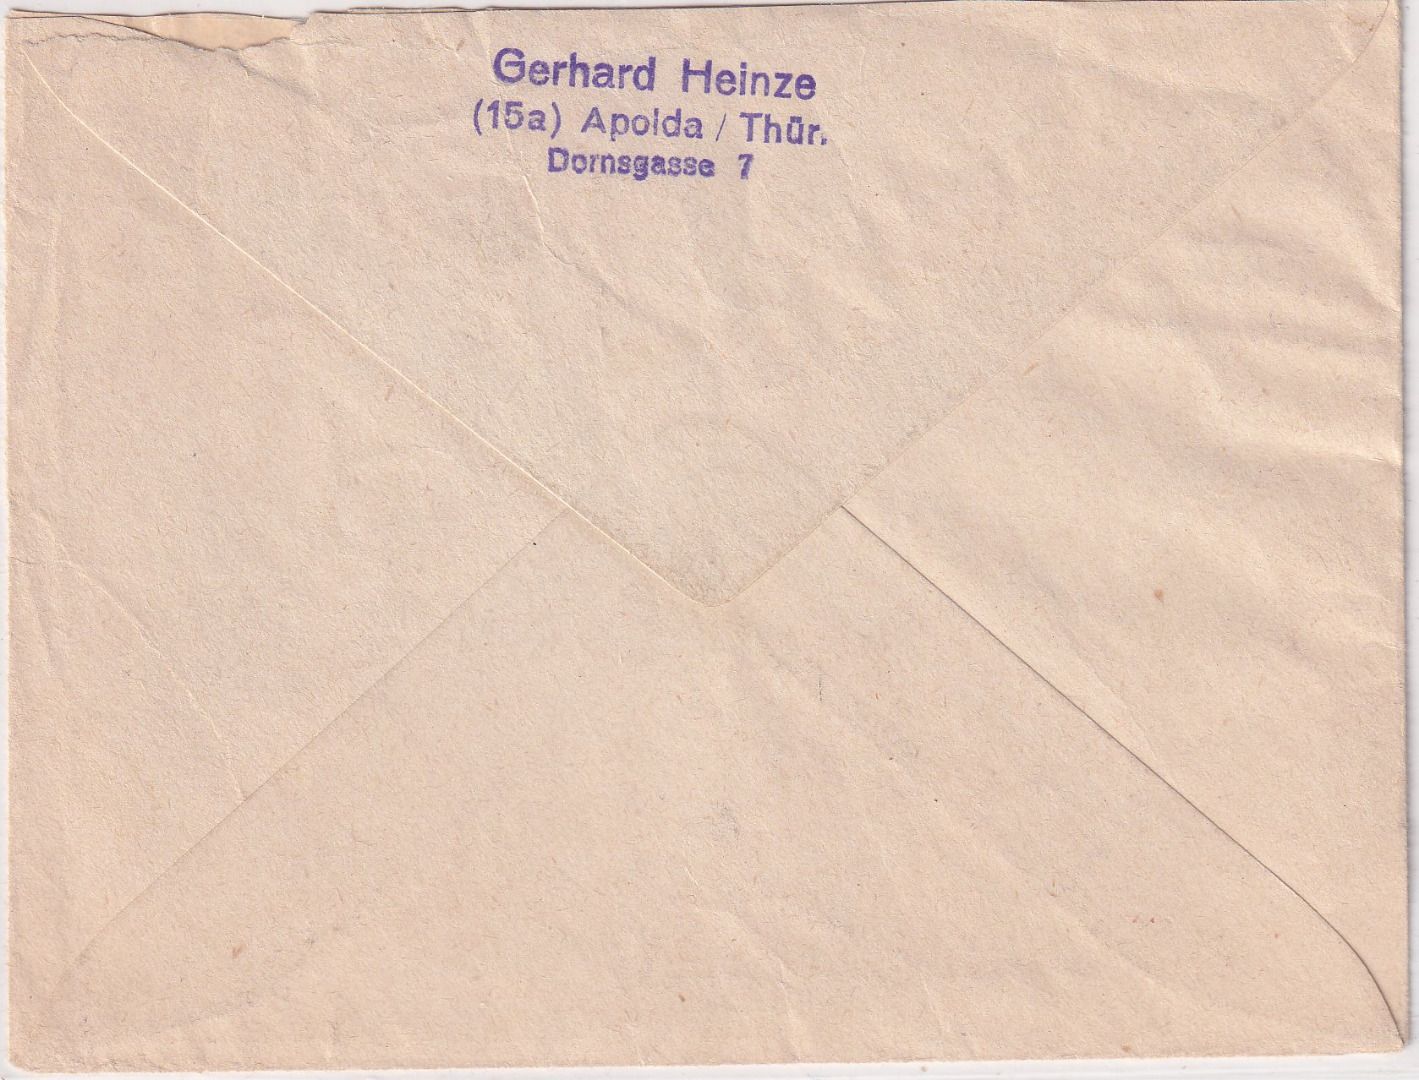 Gerhard Heinze
(15a) Apolda / Thür.
Dornsgasse 7